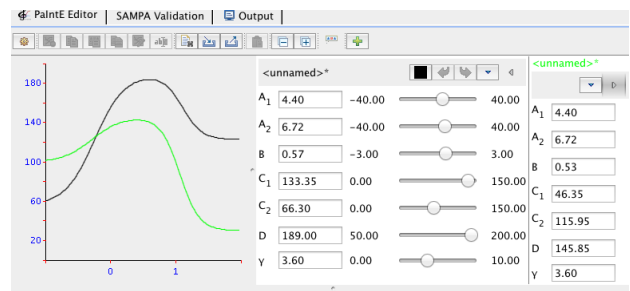 PaIntE Editor SAMPA Validation Output
<unnamed>*
<unnamed>*
180
140
100
60
20
0 1
A1 4.40 -40.00 40.00
A2 6.72 -40.00 40.00
B 0.57 -3.00 3.00
C1 133.35 0.00 150.00
C2 66.30 0.00 150.00
D 189.00 50.00 200.00
γ 3.60 0.00 10.00
D
A1 4.40
A2 6.72
B 0.53
C1 46.35
C2 115.95
D 145.85
γ 3.60